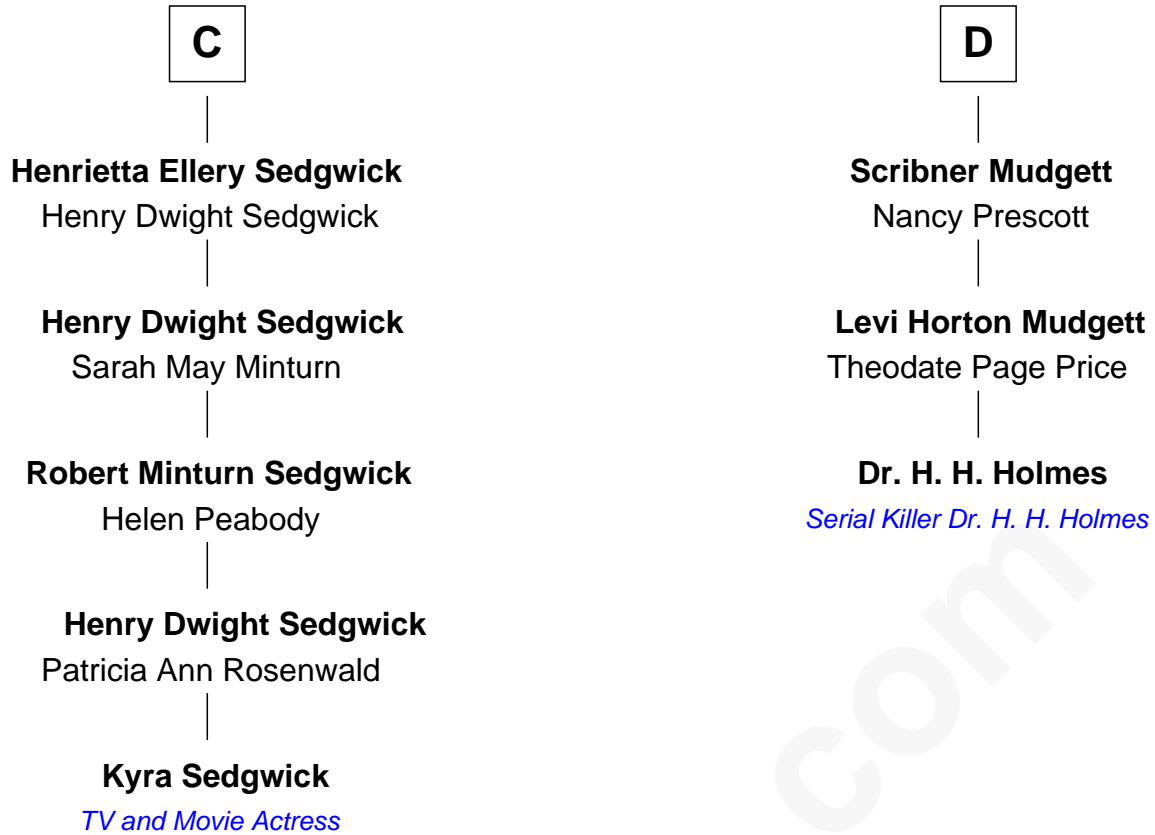 C
Henrietta Ellery Sedgwick
Henry Dwight Sedgwick
Henry Dwight Sedgwick
Sarah May Minturn
Robert Minturn Sedgwick
Helen Peabody
Henry Dwight Sedgwick
Patricia Ann Rosenwald
Kyra Sedgwick
TV and Movie Actress
D
Scribner Mudgett
Nancy Prescott
Levi Horton Mudgett
Theodate Page Price
Dr. H. H. Holmes
Serial Killer Dr. H. H. Holmes
com